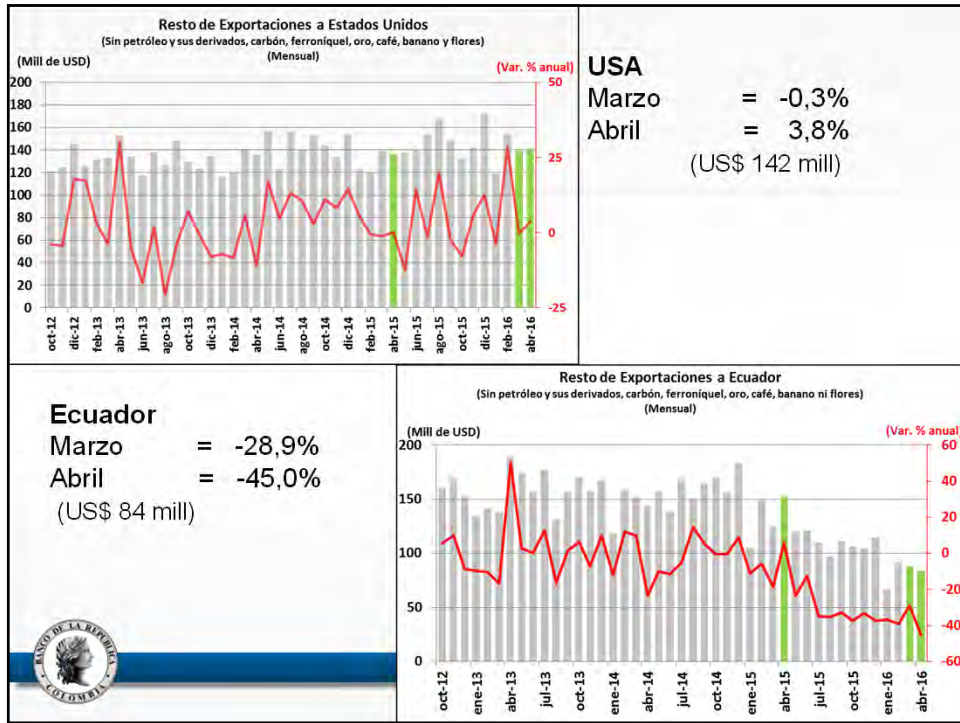 Resto de Exportaciones a Estados Unidos
(Sin petróleo y sus derivados, carbón, ferroníquel, oro, café, banano y flores)
(Mensual)
(Mill de USD)
(Var. % anual)
200
180
160
140
120
100
80
60
40
20
0
50
25
0
-25
oct-12
dic-12
feb-13
abr-13
jun-13
ago-13
oct-13
dic-13
feb-14
abr-14
jun-14
ago-14
oct-14
dic-14
feb-15
abr-15
jun-15
ago-15
oct-15
dic-15
feb-16
abr-16
USA
Marzo = -0,3%
Abril = 3,8%
(US$ 142 mill)
Ecuador
Marzo = -28,9%
Abril = -45,0%
(US$ 84 mill)
BANCO DE LA REPUBLICA
COLOMBIA
Resto de Exportaciones a Ecuador
(Sin petróleo y sus derivados, carbón, ferroníquel, oro, café, banano ni flores)
(Mensual)
(Mill de USD)
(Var. % anual)
200
150
100
50
0
60
40
20
0
-20
-40
-60
oct-12
ene-13
abr-13
jul-13
oct-13
ene-14
abr-14
jul-14
oct-14
ene-15
abr-15
jul-15
oct-15
ene-16
abr-16